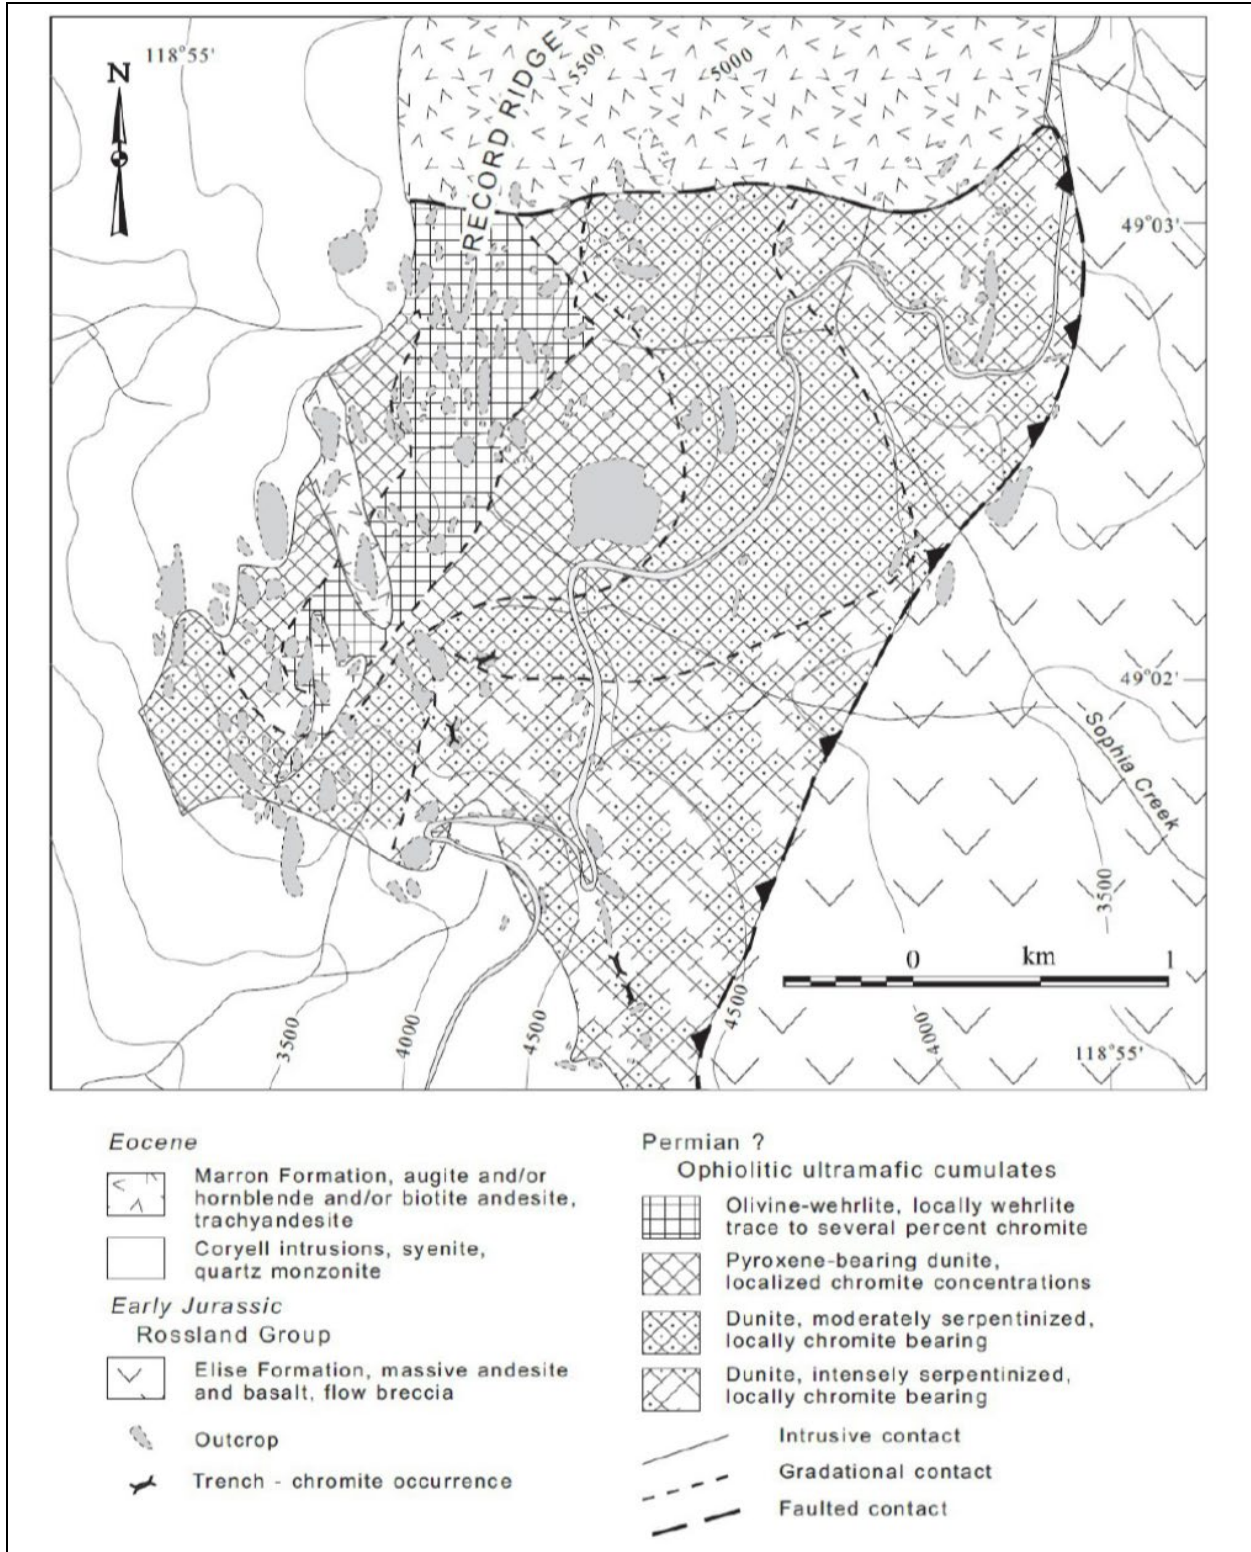 118°55'
N
RECORD RIDGE
5500
5000
49°03'
49°02'
Sophia Creek
3500
0 km 1
3500
4000
4500
4500
4000
118°55'
Eocene
Marron Formation, augite and/or
hornblende and/or biotite andesite,
trachyandesite
Coryell intrusions, syenite,
quartz monzonite
Early Jurassic
Rossland Group
Elise Formation, massive andesite
and basalt, flow breccia
Outcrop
Trench - chromite occurrence
Permian ?
Ophiolitic ultramafic cumulates
Olivine-wehrlite, locally wehrlite
trace to several percent chromite
Pyroxene-bearing dunite,
localized chromite concentrations
Dunite, moderately serpentinized,
locally chromite bearing
Dunite, intensely serpentinized,
locally chromite bearing
Intrusive contact
Gradational contact
Faulted contact